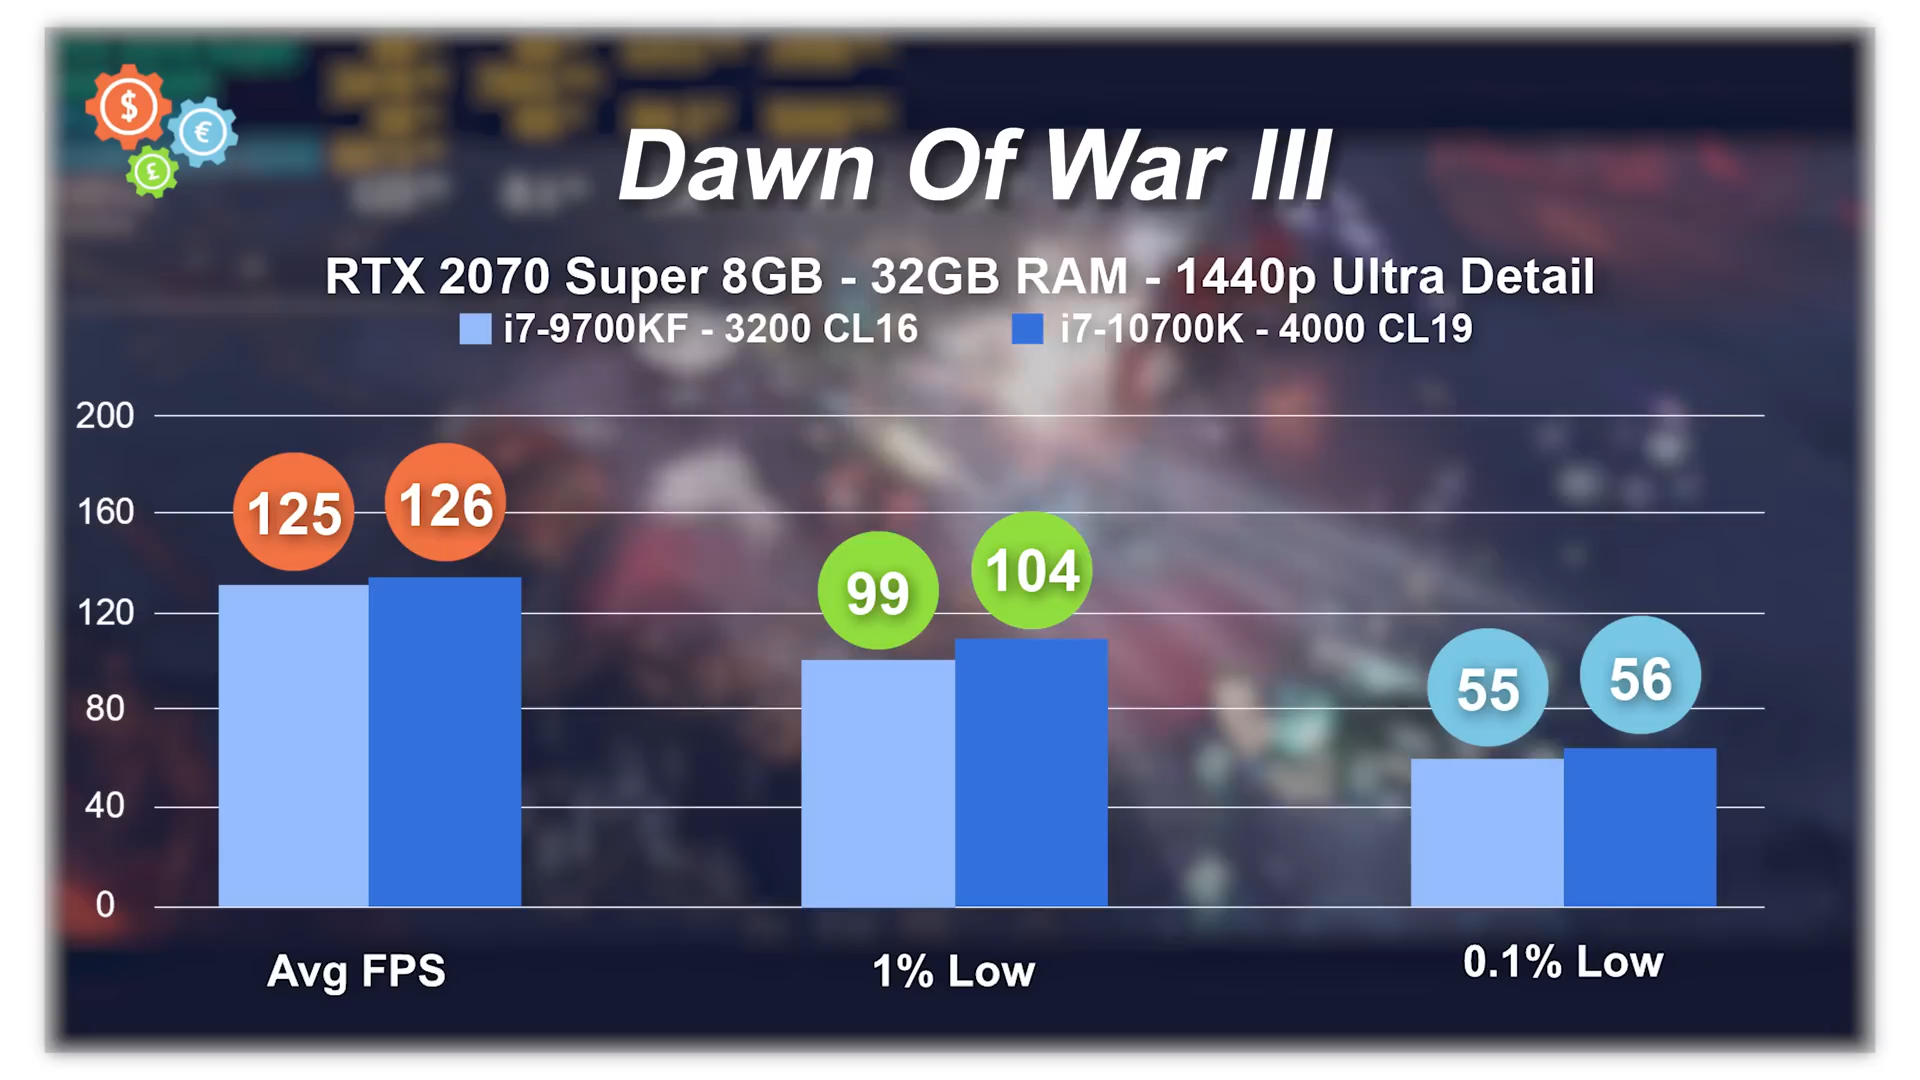 $
€
£
Dawn Of War III
RTX 2070 Super 8GB - 32GB RAM - 1440p Ultra Detail
i7-9700KF - 3200 CL16
i7-10700K - 4000 CL19
200
160
120
80
40
0
125
126
99
104
55
56
Avg FPS
1% Low
0.1% Low